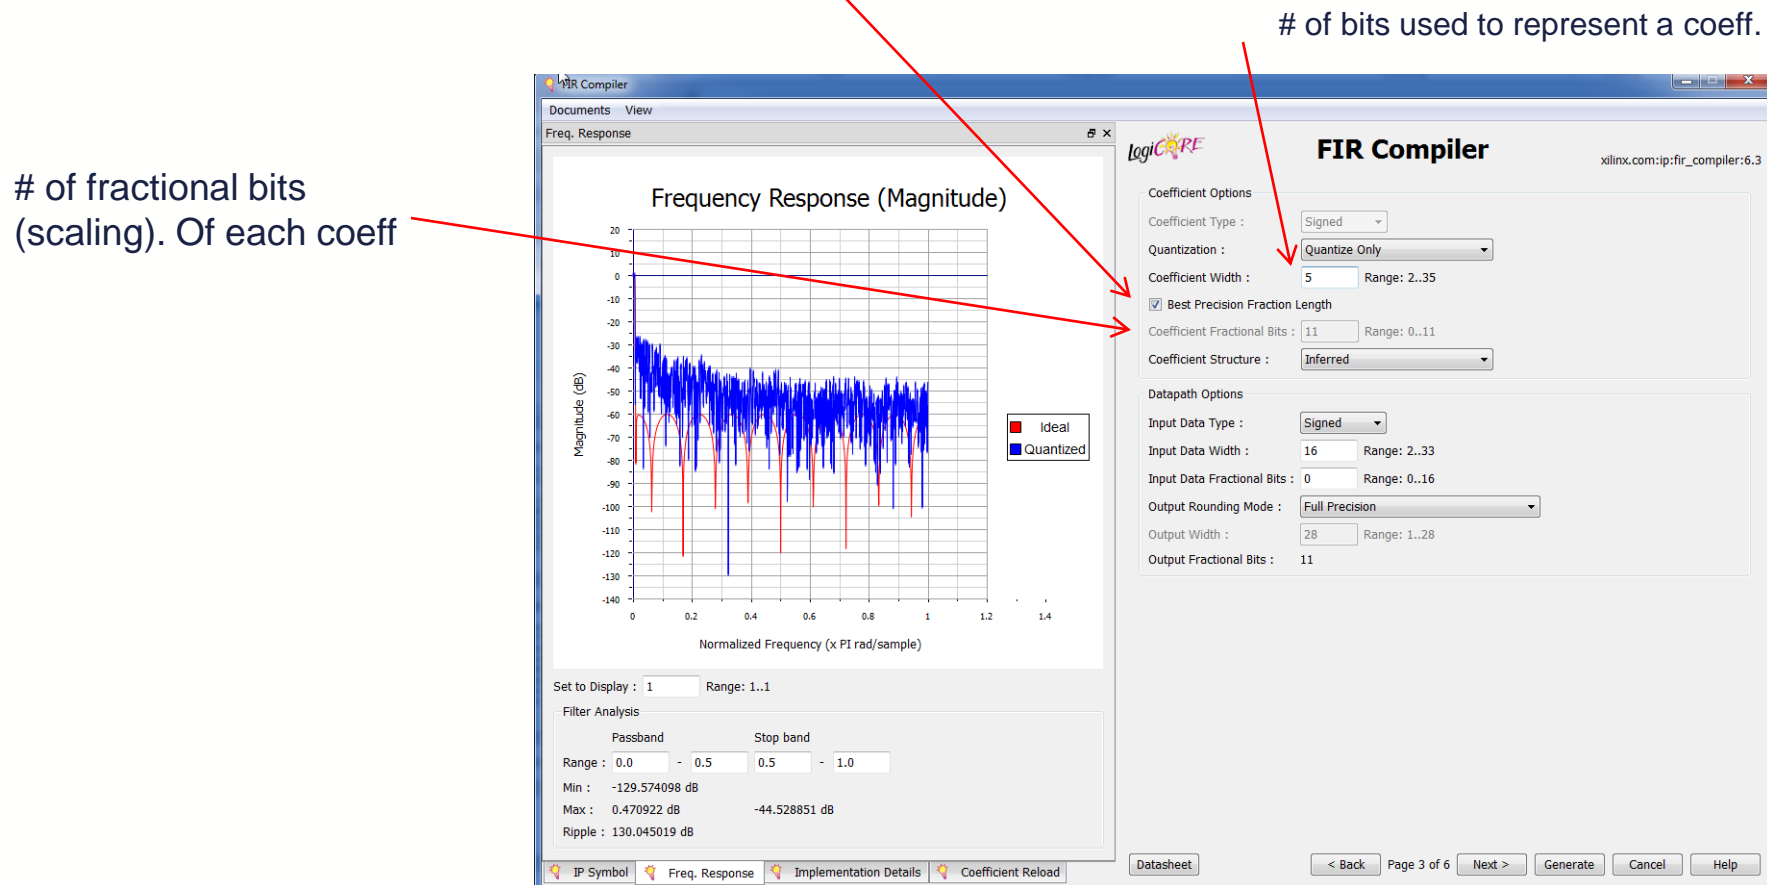 # of bits used to represent a coeff.
# of fractional bits
(scaling). Of each coeff
FIR Compiler
Documents View
Freq. Response
Frequency Response (Magnitude)
20
10
0
-10
-20
-30
-40
-50
-60
-70
-80
-90
-100
-110
-120
-130
-140
Magnitude (dB)
0 0.2 0.4 0.6 0.8 1 1.2 1.4
Normalized Frequency (x PI rad/sample)
Ideal
Quantized
Set to Display : 1 Range: 1..1
Filter Analysis
Passband Stop band
Range : 0.0 - 0.5 0.5 - 1.0
Min : -129.574098 dB
Max : 0.470922 dB -44.528851 dB
Ripple : 130.045019 dB
IP Symbol Freq. Response Implementation Details Coefficient Reload
logiCORE
FIR Compiler
xilinx.com:ip:fir_compiler:6.3
Coefficient Options
Coefficient Type : Signed
Quantization : Quantize Only
Coefficient Width : 5 Range: 2..35
Best Precision Fraction Length
Coefficient Fractional Bits : 11 Range: 0..11
Coefficient Structure : Inferred
Datapath Options
Input Data Type : Signed
Input Data Width : 16 Range: 2..33
Input Data Fractional Bits : 0 Range: 0..16
Output Rounding Mode : Full Precision
Output Width : 28 Range: 1..28
Output Fractional Bits : 11
Datasheet < Back Page 3 of 6 Next > Generate Cancel Help